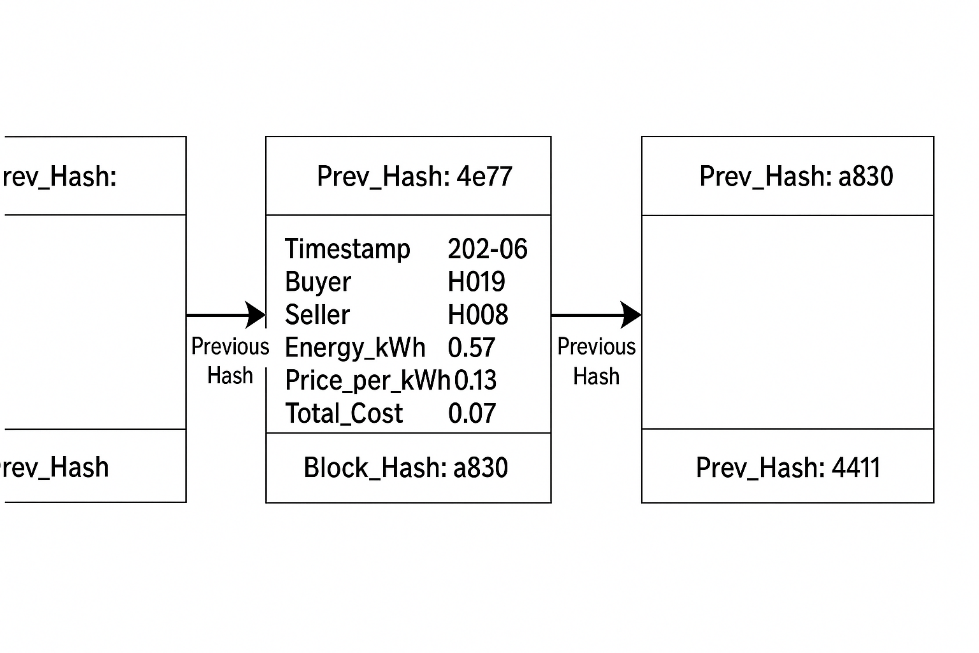 rev_Hash:
rev_Hash
Previous
Hash
Prev_Hash: 4e77
Timestamp 202-06
Buyer H019
Seller H008
Energy_kWh 0.57
Price_per_kWh 0.13
Total_Cost 0.07
Block_Hash: a830
Previous
Hash
Prev_Hash: a830
Prev_Hash: 4411